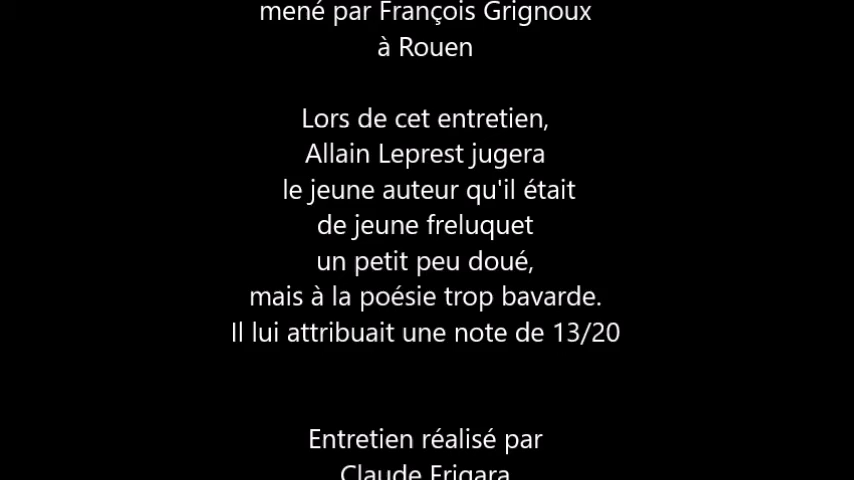 mené par François Grignoux
à Rouen
Lors de cet entretien,
Allain Leprest jugera
le jeune auteur qu'il était
de jeune freluquet
un petit peu doué,
mais à la poésie trop bavarde.
Il lui attribuait une note de 13/20
Entretien réalisé par
Claude Frigara